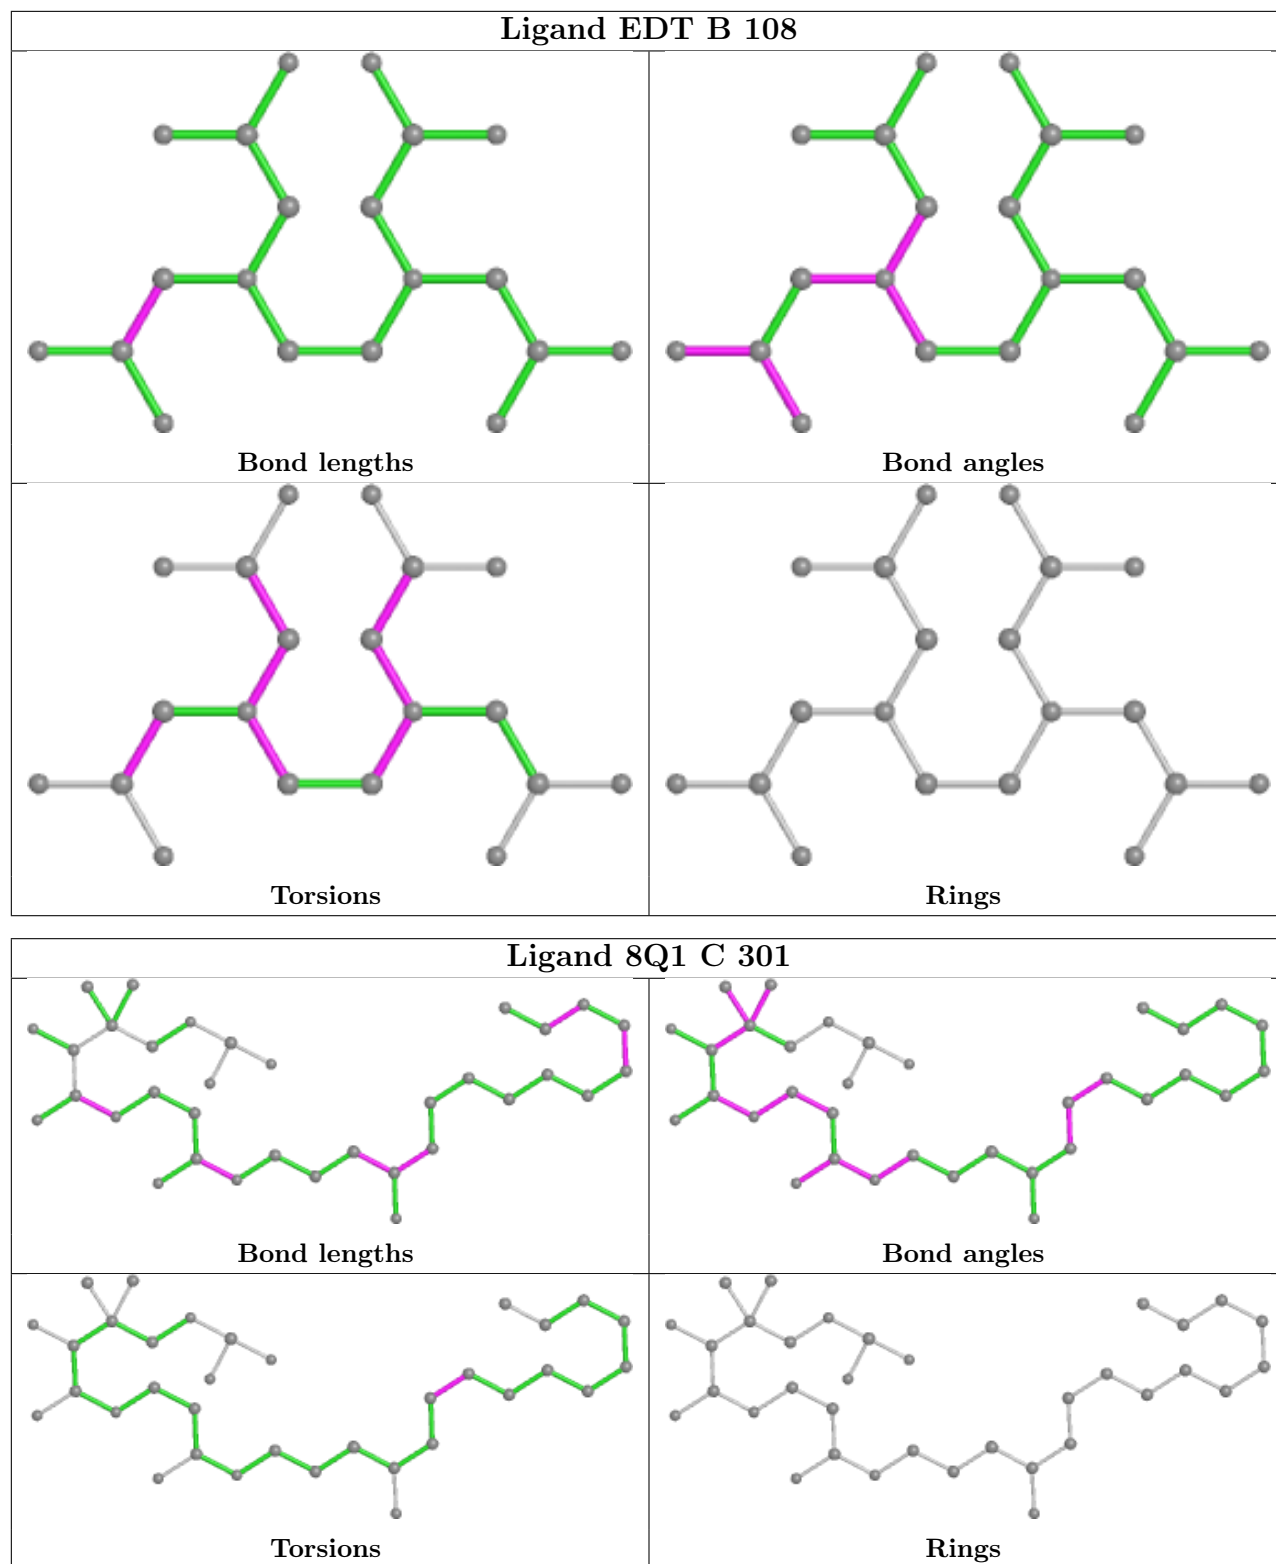 Ligand EDT B 108
Bond lengths
Bond angles
Torsions
Rings
Ligand 8Q1 C 301
Bond lengths
Bond angles
Torsions
Rings